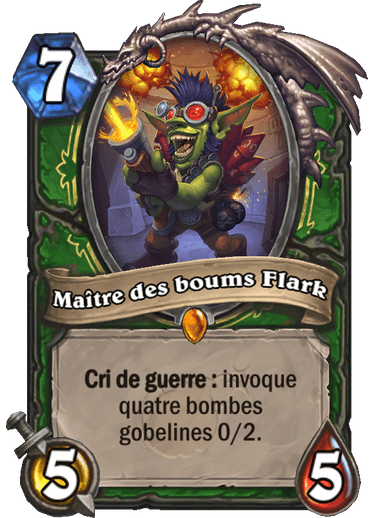 7
Maître des boums Flark
Cri de guerre : invoque
quatre bombes
gobelines 0/2.
5
5